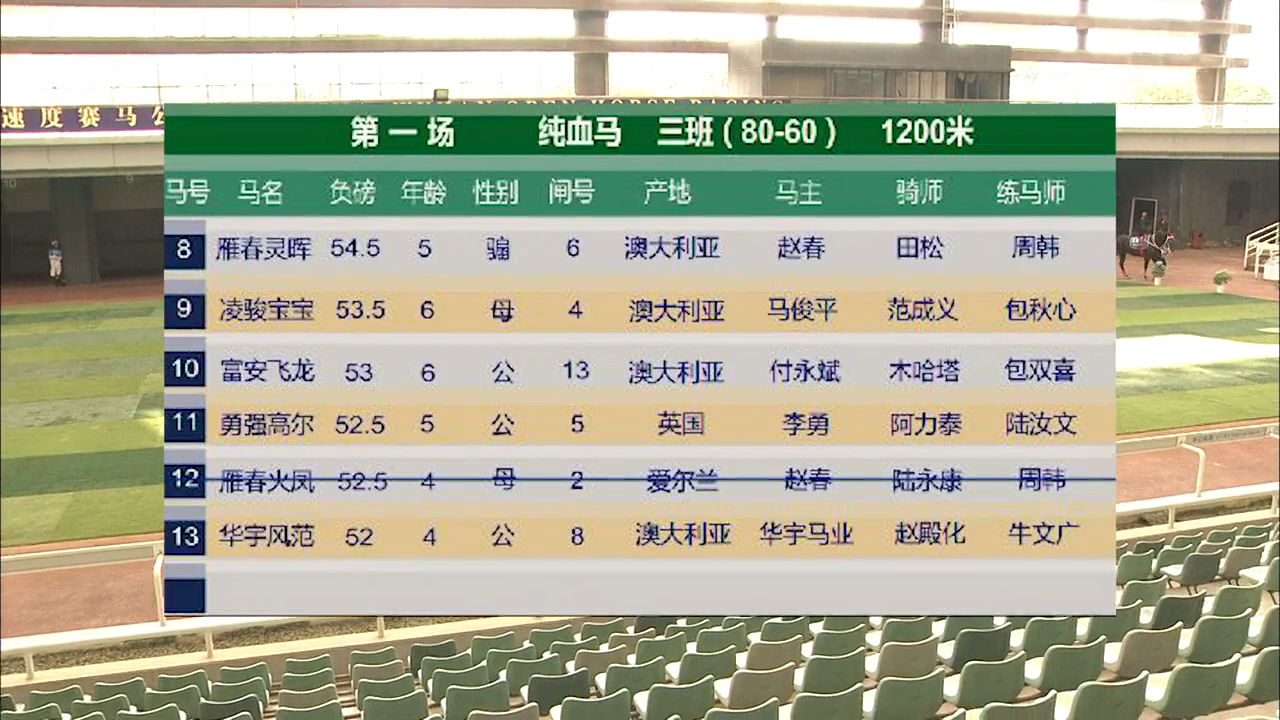 速度赛马公
WUHAN OPEN HORSE RACING
第一场 纯血马 三班(80-60) 1200米
马号 马名 负磅 年龄 性别 闸号 产地 马主 骑师 练马师
8 雁春灵晖 54.5 5 骟 6 澳大利亚 赵春 田松 周韩
9 凌骏宝宝 53.5 6 母 4 澳大利亚 马俊平 范成义 包秋心
10 富安飞龙 53 6 公 13 澳大利亚 付永斌 木哈塔 包双喜
11 勇强高尔 52.5 5 公 5 英国 李勇 阿力泰 陆汝文
12 雁春火凤 52.5 4 母 2 爱尔兰 赵春 陆永康 周韩
13 华宇风范 52 4 公 8 澳大利亚 华宇马业 赵殿化 牛文广